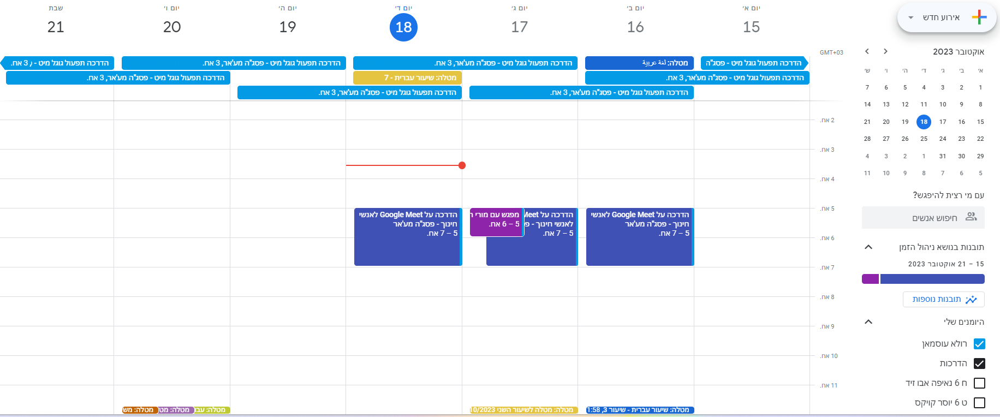 אירוע חדש
יום א׳
יום ב׳
יום ג׳
יום ד׳
יום ה׳
יום ו׳
שבת
15
16
17
18
19
20
21
GMT+03
הדרכה תפעול גוגל מיט - פסג"ה
מטלה: لغة عربية
הדרכה תפעול גוגל מיט - פסג"ה מע'אר, 3 אח.
הדרכה תפעול גוגל מיט - פסג"ה מע'אר, 3 אח.
הדרכה תפעול גוגל מיט - 3 אח.
הדרכה תפעול גוגל מיט - פסג"ה מע'אר, 3 אח.
מטלה: שיעור עברית - 7
הדרכה תפעול גוגל מיט - פסג"ה מע'אר, 3 אח.
הדרכה תפעול גוגל מיט - פסג"ה מע'אר, 3 אח.
הדרכה תפעול גוגל מיט - פסג"ה מע'אר, 3 אח.
2 אח.
3 אח.
4 אח.
5 אח.
6 אח.
7 אח.
8 אח.
9 אח.
10 אח.
11 אח.
הדרכה על Google Meet לאנשי
חינוך - פסג"ה מע'אר
5 – 7 אח.
הדרכה על Meet
לאנשי חינוך - פס
5 – 7 אח.
מפגש עם מורי ר
5 – 6 אח.
הדרכה על Google Meet לאנשי
חינוך - פסג"ה מע'אר
5 – 7 אח.
מטלה: שיעור עברית - שיעור 3, 1:58
מטלה: מטלה לשיעור השני 10/2023
מטלה: עב
מטלה: מט
מטלה: מש
אוקטובר 2023
א׳ ב׳ ג׳ ד׳ ה׳ ו׳ ש׳
1 2 3 4 5 6 7
8 9 10 11 12 13 14
15 16 17 18 19 20 21
22 23 24 25 26 27 28
29 30 31 1 2 3 4
5 6 7 8 9 10 11
עם מי רצית להיפגש?
חיפוש אנשים
תובנות בנושא ניהול הזמן
15 – 21 אוקטובר 2023
תובנות נוספות
היומנים שלי
רולא עוסמאן
הדרכות
ח 6 נאיפה אבו זיד
ט 6 יוסר קויקס